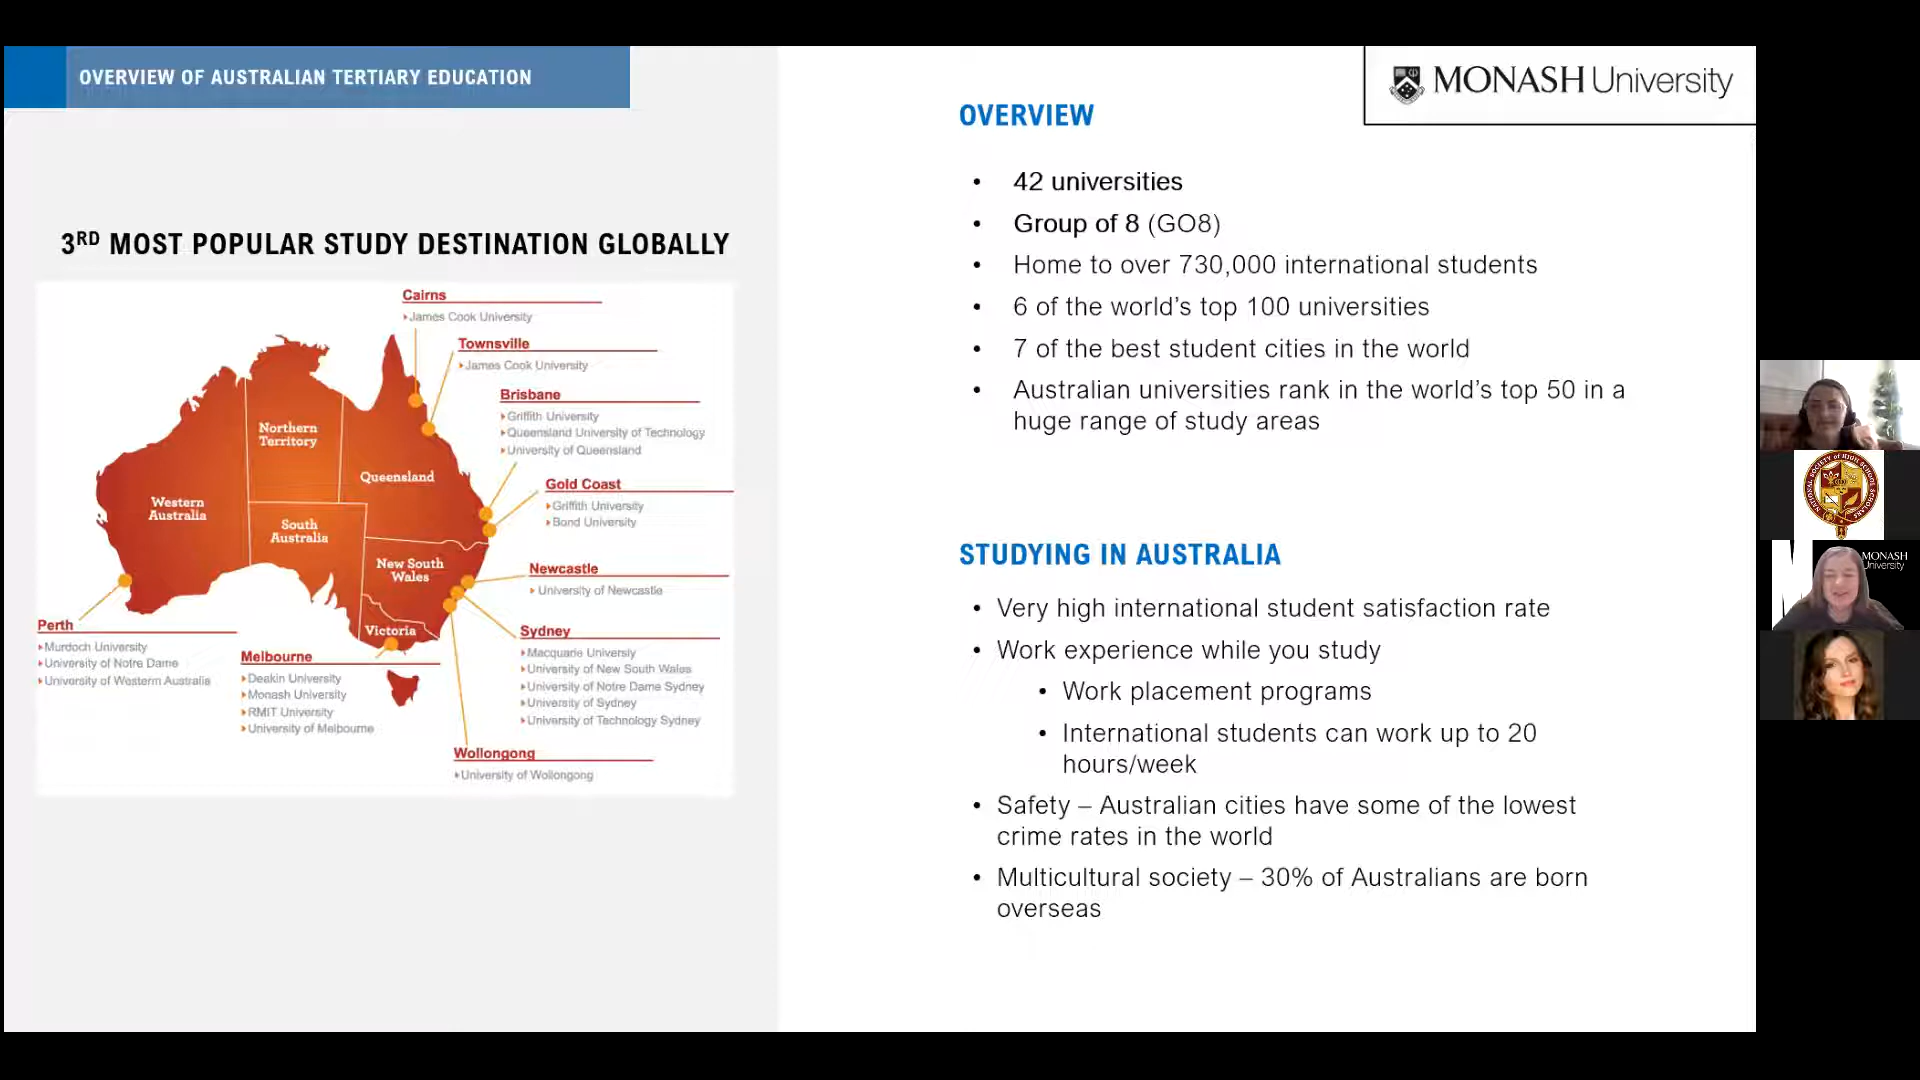 OVERVIEW OF AUSTRALIAN TERTIARY EDUCATION
MONASH University
3RD MOST POPULAR STUDY DESTINATION GLOBALLY
Cairns
James Cook University
Townsville
James Cook University
Brisbane
Griffith University
Queensland University of Technology
University of Queensland
Gold Coast
Griffith University
Bond University
Newcastle
University of Newcastle
Sydney
Macquarie University
University of New South Wales
University of Notre Dame Sydney
University of Sydney
University of Technology Sydney
Wollongong
University of Wollongong
Melbourne
Deakin University
Monash University
RMIT University
University of Melbourne
Perth
Murdoch University
University of Notre Dame
University of Western Australia
Northern
Territory
Queensland
Western
Australia
South
Australia
New South
Wales
Victoria
OVERVIEW
• 42 universities
• Group of 8 (GO8)
• Home to over 730,000 international students
• 6 of the world's top 100 universities
• 7 of the best student cities in the world
• Australian universities rank in the world's top 50 in a
huge range of study areas
STUDYING IN AUSTRALIA
• Very high international student satisfaction rate
• Work experience while you study
• Work placement programs
• International students can work up to 20
hours/week
• Safety – Australian cities have some of the lowest
crime rates in the world
• Multicultural society – 30% of Australians are born
overseas
NATIONAL SOCIETY of HIGH SCHOOL SCHOLARS
MONASH
University